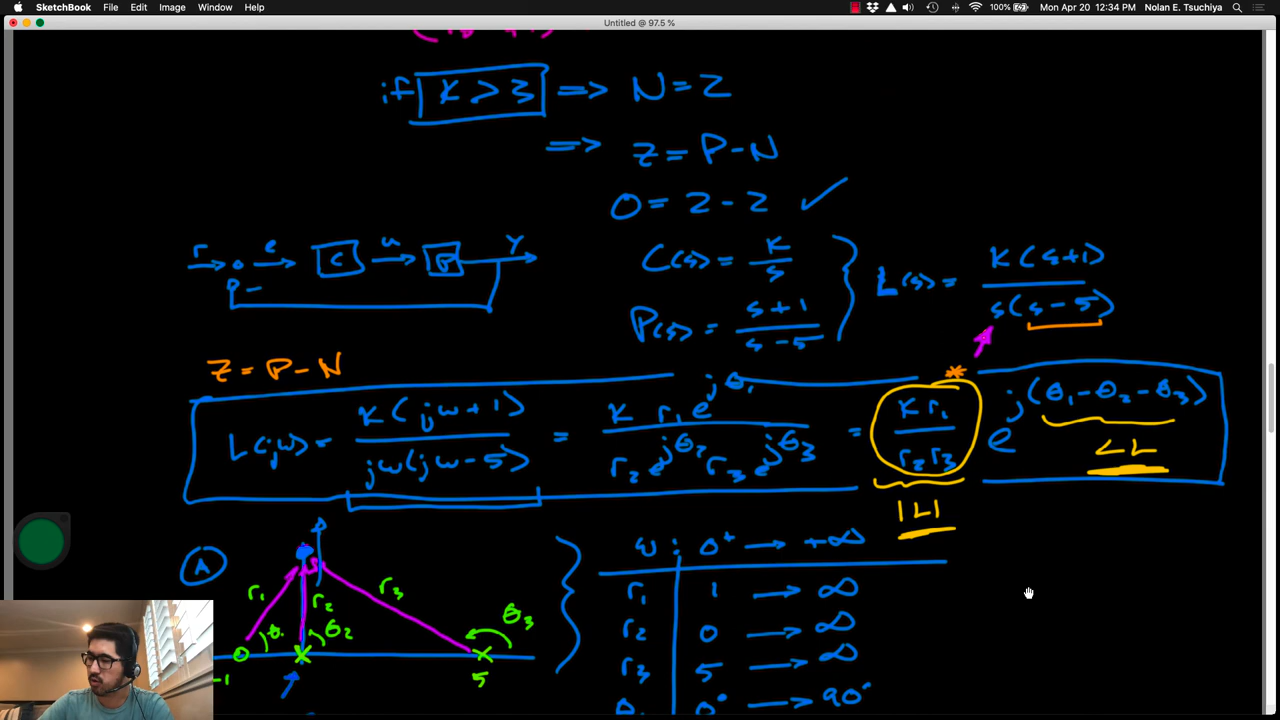 SketchBook File Edit Image Window Help 100% Mon Apr 20 12:34 PM Nolan E. Tsuchiya
Untitled @ 97.5 %
if K > 3 ⟹ N = 2
⟹ Z = P - N
0 = 2 - 2 ✓
r e C u P y
-
C(s) = K/s
P(s) = (s+1)/(s-5)
L(s) = K(s+1)/(s(s-5))
Z = P - N
L(jω) = K(jω+1)/(jω(jω-5)) = K r₁ e^{jθ₁}/(r₂ e^{jθ₂} r₃ e^{jθ₃}) = K r₁/(r₂ r₃) * e^{j(θ₁-θ₂-θ₃)}
∠L
|L|
A
r₁ r₂ r₃ θ₁ θ₂ θ₃
-1 5
ω : 0⁺ → +∞
r₁ 1 → ∞
r₂ 0 → ∞
r₃ 5 → ∞
θ₁ 0° → 90°